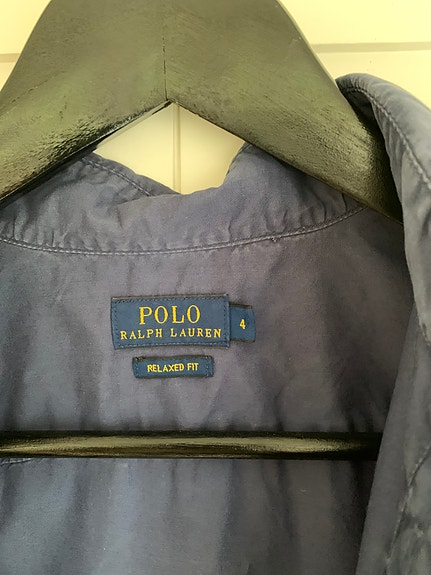 POLO
RALPH LAUREN
4
RELAXED FIT